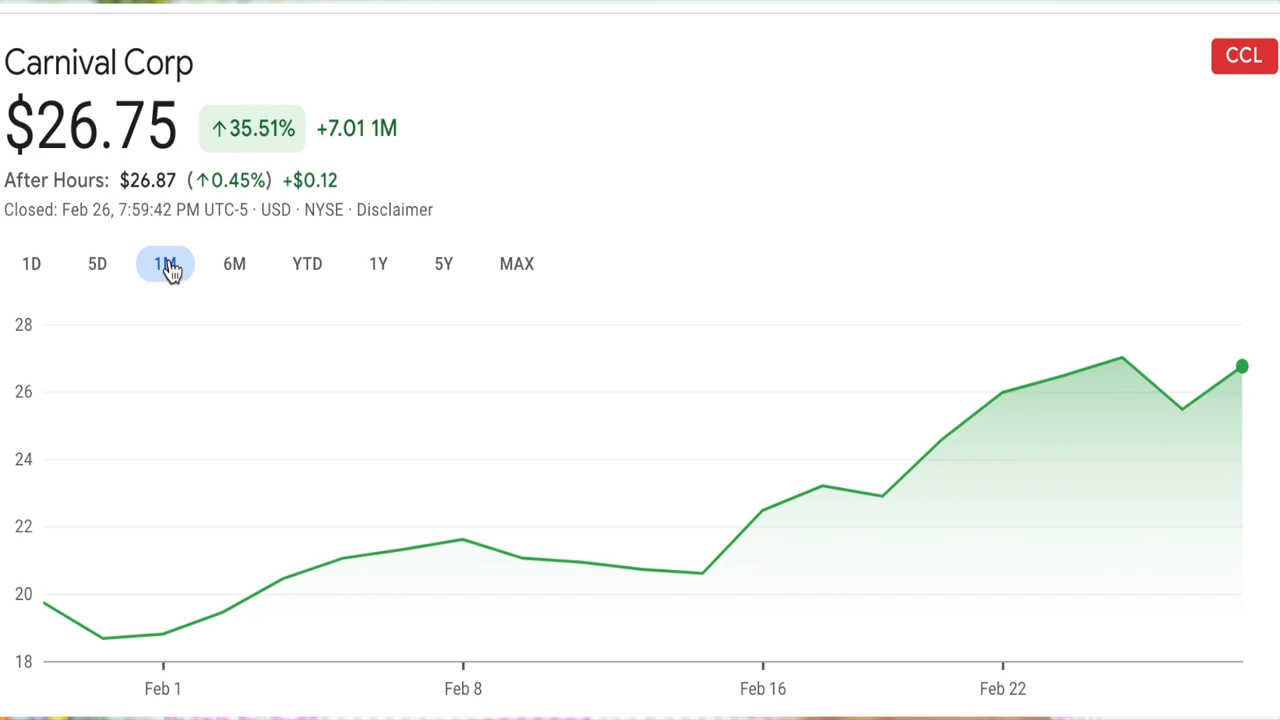 Carnival Corp
CCL
$26.75 ↑35.51% +7.01 1M
After Hours: $26.87 (↑0.45%) +$0.12
Closed: Feb 26, 7:59:42 PM UTC-5 · USD · NYSE · Disclaimer
1D 5D 1M 6M YTD 1Y 5Y MAX
28
26
24
22
20
18
Feb 1 Feb 8 Feb 16 Feb 22